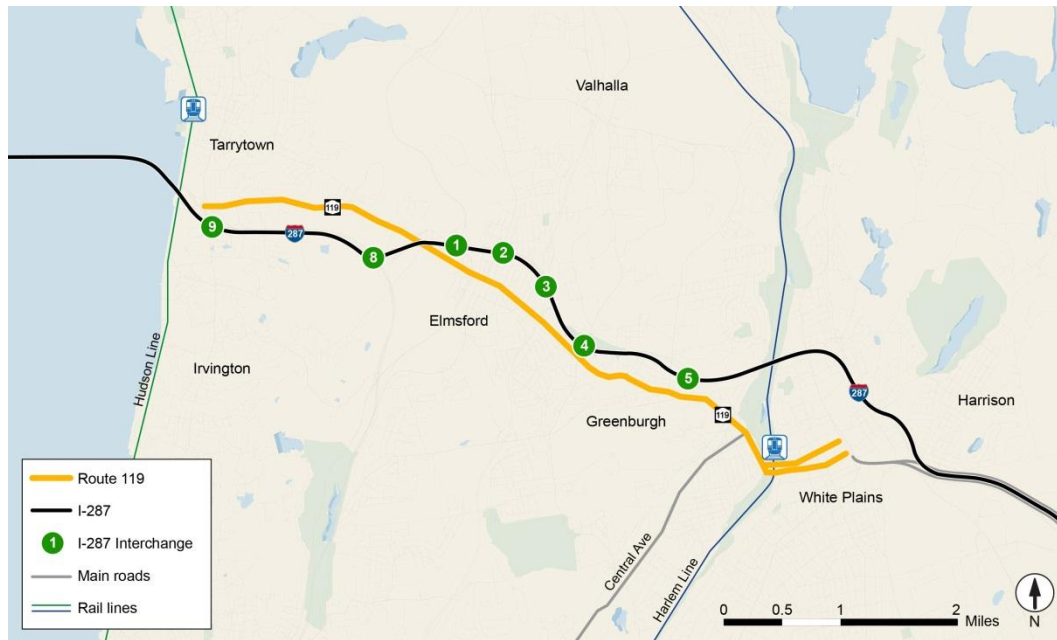 Valhalla
Tarrytown
119
9
287
8
1
2
3
Elmsford
4
Hudson Line
Irvington
5
287
Harrison
Greenburgh
119
White Plains
Central Ave
Harlem Line
Route 119
I-287
1 I-287 Interchange
Main roads
Rail lines
0 0.5 1 2 Miles
N